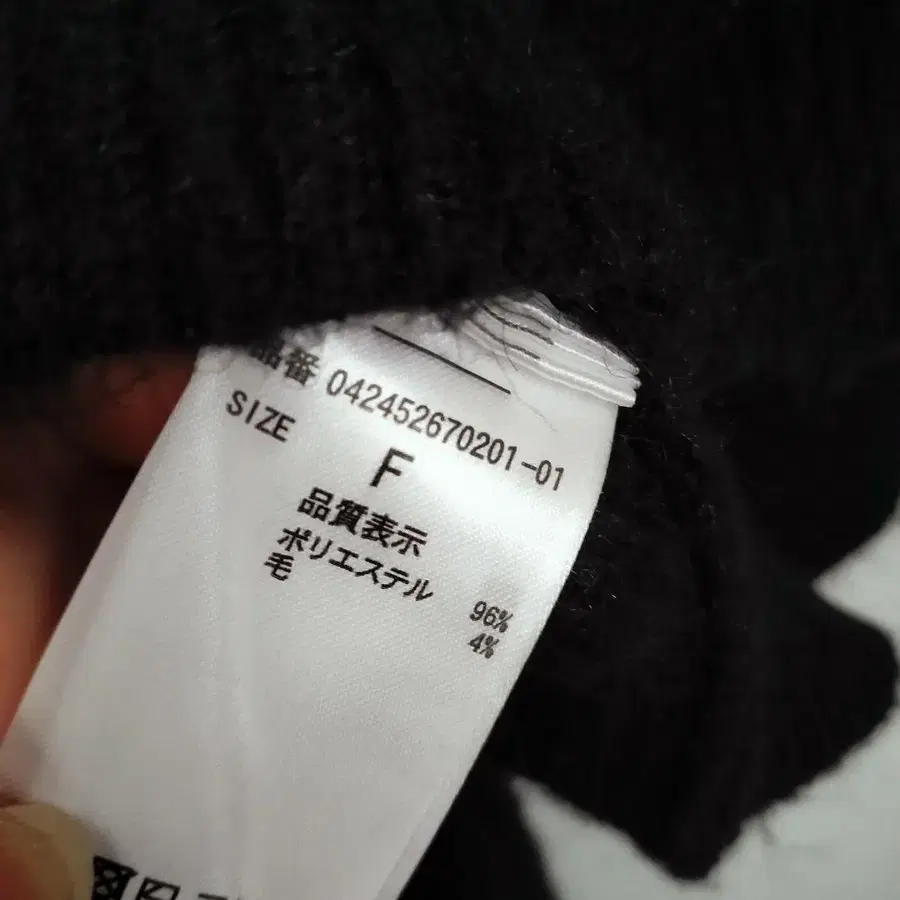 品番 042452670201-01
SIZE
F
品質表示
ポリエステル 96%
毛 4%